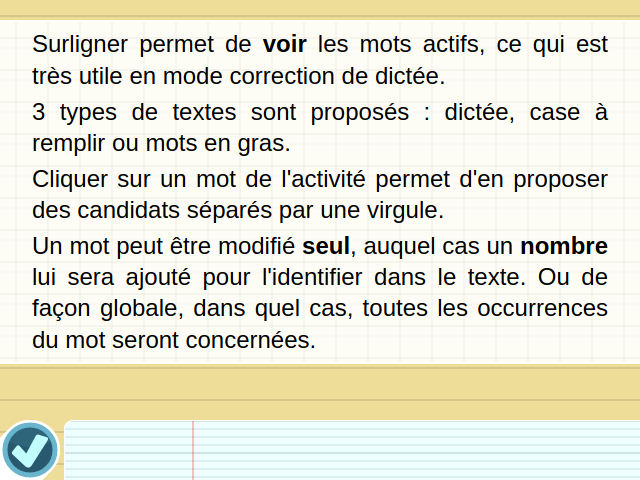 Surligner permet de voir les mots actifs, ce qui est
très utile en mode correction de dictée.
3 types de textes sont proposés : dictée, case à
remplir ou mots en gras.
Cliquer sur un mot de l'activité permet d'en proposer
des candidats séparés par une virgule.
Un mot peut être modifié seul, auquel cas un nombre
lui sera ajouté pour l'identifier dans le texte. Ou de
façon globale, dans quel cas, toutes les occurrences
du mot seront concernées.